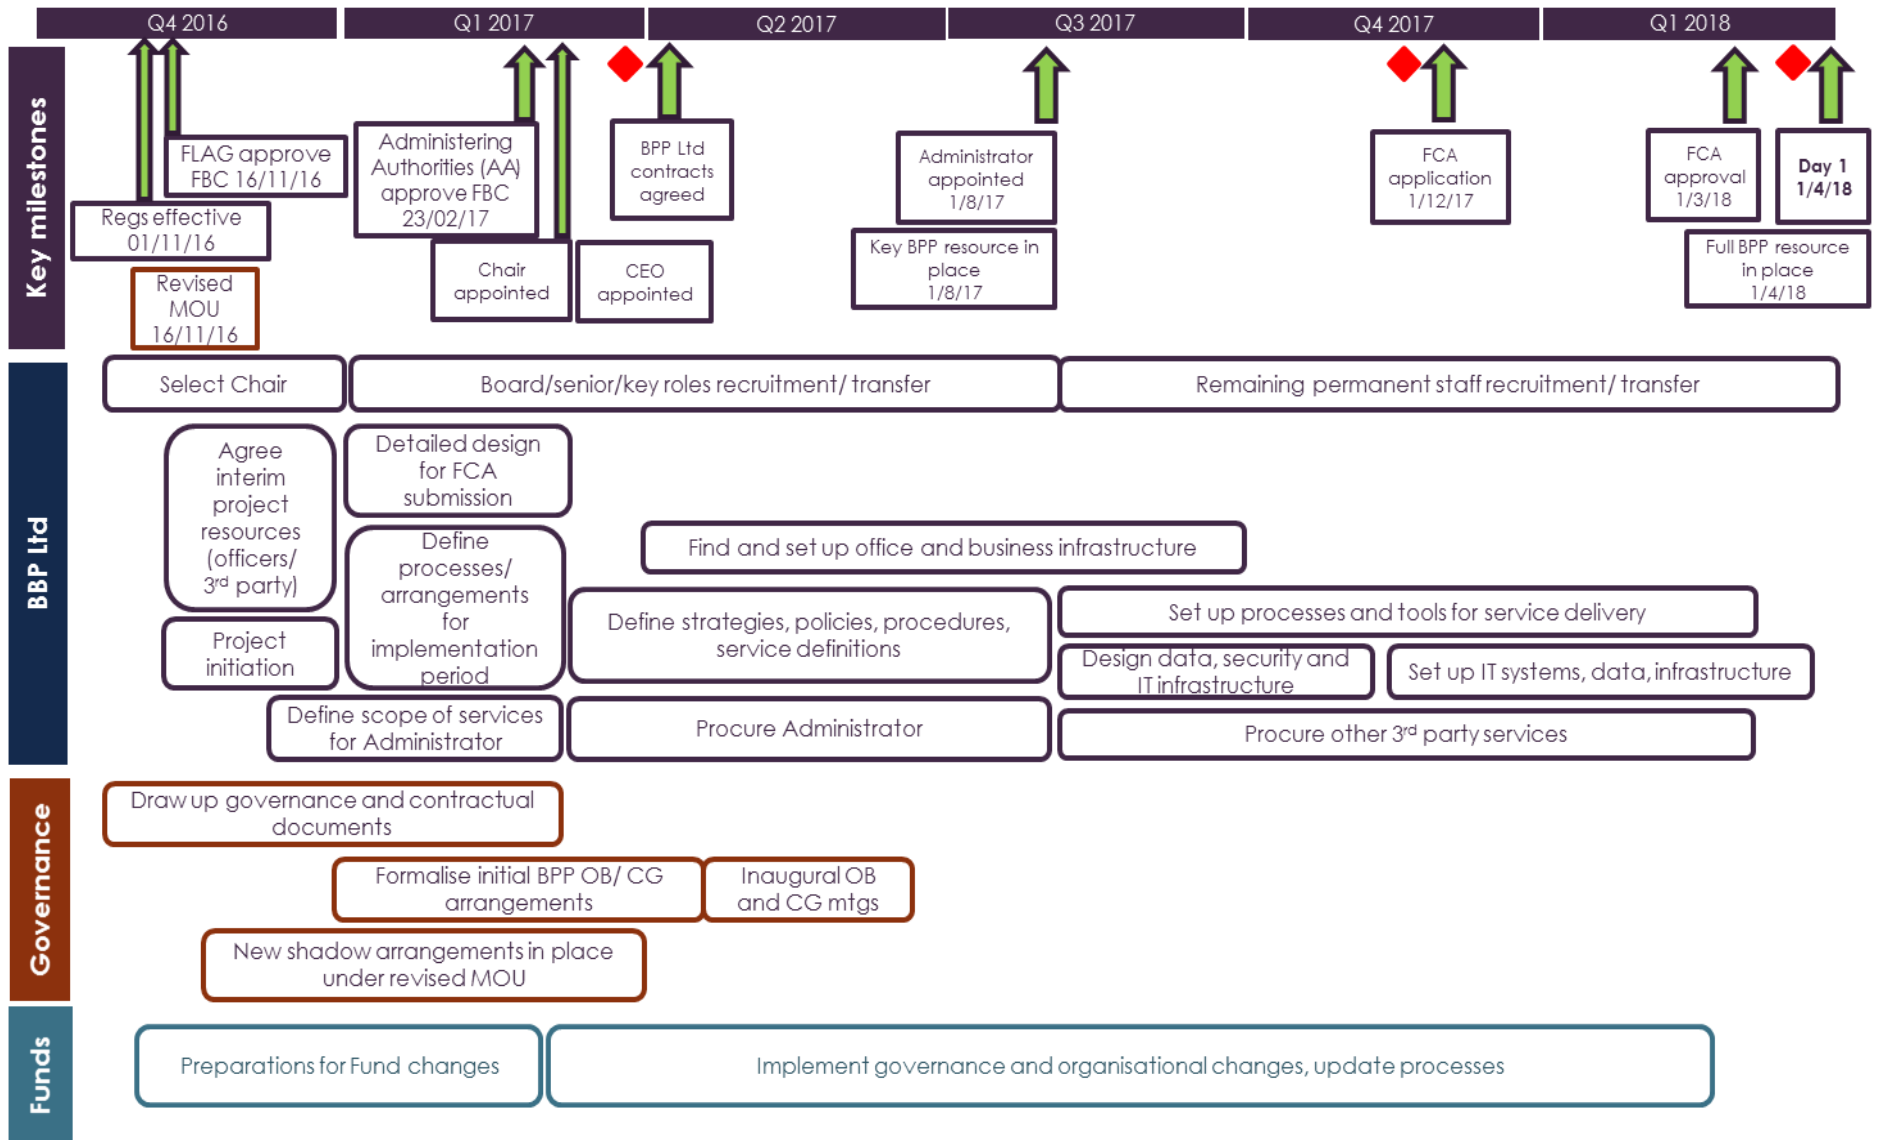 Q4 2016
Q1 2017
Q2 2017
Q3 2017
Q4 2017
Q1 2018
Key milestones
FLAG approve
FBC 16/11/16
Regs effective
01/11/16
Revised
MOU
16/11/16
Administering
Authorities (AA)
approve FBC
23/02/17
Chair
appointed
BPP Ltd
contracts
agreed
CEO
appointed
Administrator
appointed
1/8/17
Key BPP resource in
place
1/8/17
FCA
application
1/12/17
FCA
approval
1/3/18
Day 1
1/4/18
Full BPP resource
in place
1/4/18
BBP Ltd
Select Chair
Board/senior/key roles recruitment/ transfer
Remaining permanent staff recruitment/ transfer
Agree
interim
project
resources
(officers/
3rd party)
Detailed design
for FCA
submission
Define
processes/
arrangements
for
implementation
period
Find and set up office and business infrastructure
Project
initiation
Define strategies, policies, procedures,
service definitions
Set up processes and tools for service delivery
Design data, security and
IT infrastructure
Set up IT systems, data, infrastructure
Define scope of services
for Administrator
Procure Administrator
Procure other 3rd party services
Governance
Draw up governance and contractual
documents
Formalise initial BPP OB/ CG
arrangements
Inaugural OB
and CG mtgs
New shadow arrangements in place
under revised MOU
Funds
Preparations for Fund changes
Implement governance and organisational changes, update processes